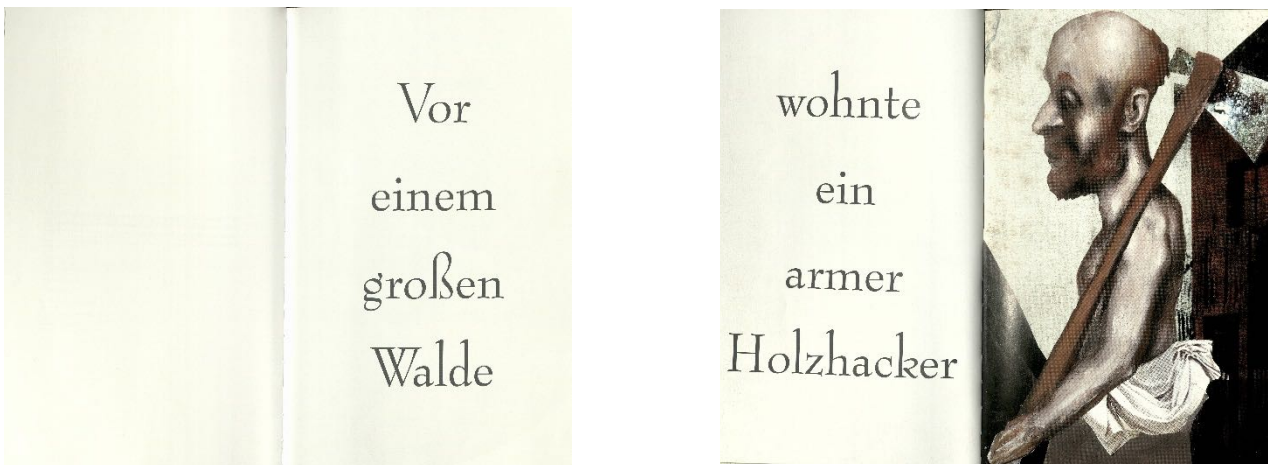 Vor
einem
großen
Walde
wohnte
ein
armer
Holzhacker